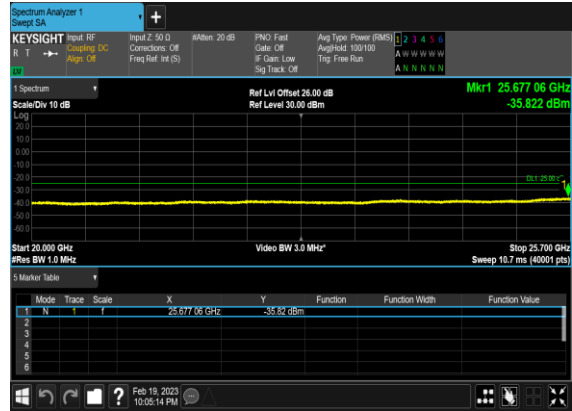 Spectrum Analyzer 1
Swept SA
+
KEYSIGHT Input: RF Input Z: 50 Ω #Atten: 20 dB PNO: Fast Avg Type: Power (RMS) 1 2 3 4 5 6
R T Coupling: DC Corrections: Off Gate: Off Avg|Hold: 100/100 A W W W W W
Align: Off Freq Ref: Int (S) IF Gain: Low Trig: Free Run
Sig Track: Off A N N N N N
1 Spectrum Ref Lvl Offset 26.00 dB Mkr1 25.677 06 GHz
Scale/Div 10 dB Ref Level 30.00 dBm -35.822 dBm
Log
20.0
10.0
0.00
-10.0
-20.0
DL1 -25.00
1
-30.0
-40.0
-50.0
-60.0
Start 20.000 GHz Video BW 3.0 MHz* Stop 25.700 GHz
#Res BW 1.0 MHz Sweep 10.7 ms (40001 pts)
5 Marker Table
Mode Trace Scale X Y Function Function Width Function Value
1 N 1 f 25.677 06 GHz -35.82 dBm
2
3
4
5
6
? Feb 19, 2023
10:05:14 PM